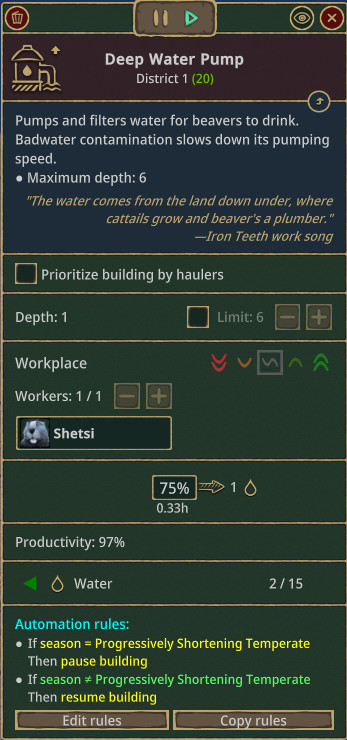 Deep Water Pump
District 1 (20)
Pumps and filters water for beavers to drink.
Badwater contamination slows down its pumping
speed.
● Maximum depth: 6
"The water comes from the land down under, where
cattails grow and beaver's a plumber."
—Iron Teeth work song
Prioritize building by haulers
Depth: 1 Limit: 6
Workplace
Workers: 1 / 1
Shetsi
75% 1
0.33h
Productivity: 97%
Water 2 / 15
Automation rules:
● If season = Progressively Shortening Temperate
Then pause building
● If season ≠ Progressively Shortening Temperate
Then resume building
Edit rules Copy rules